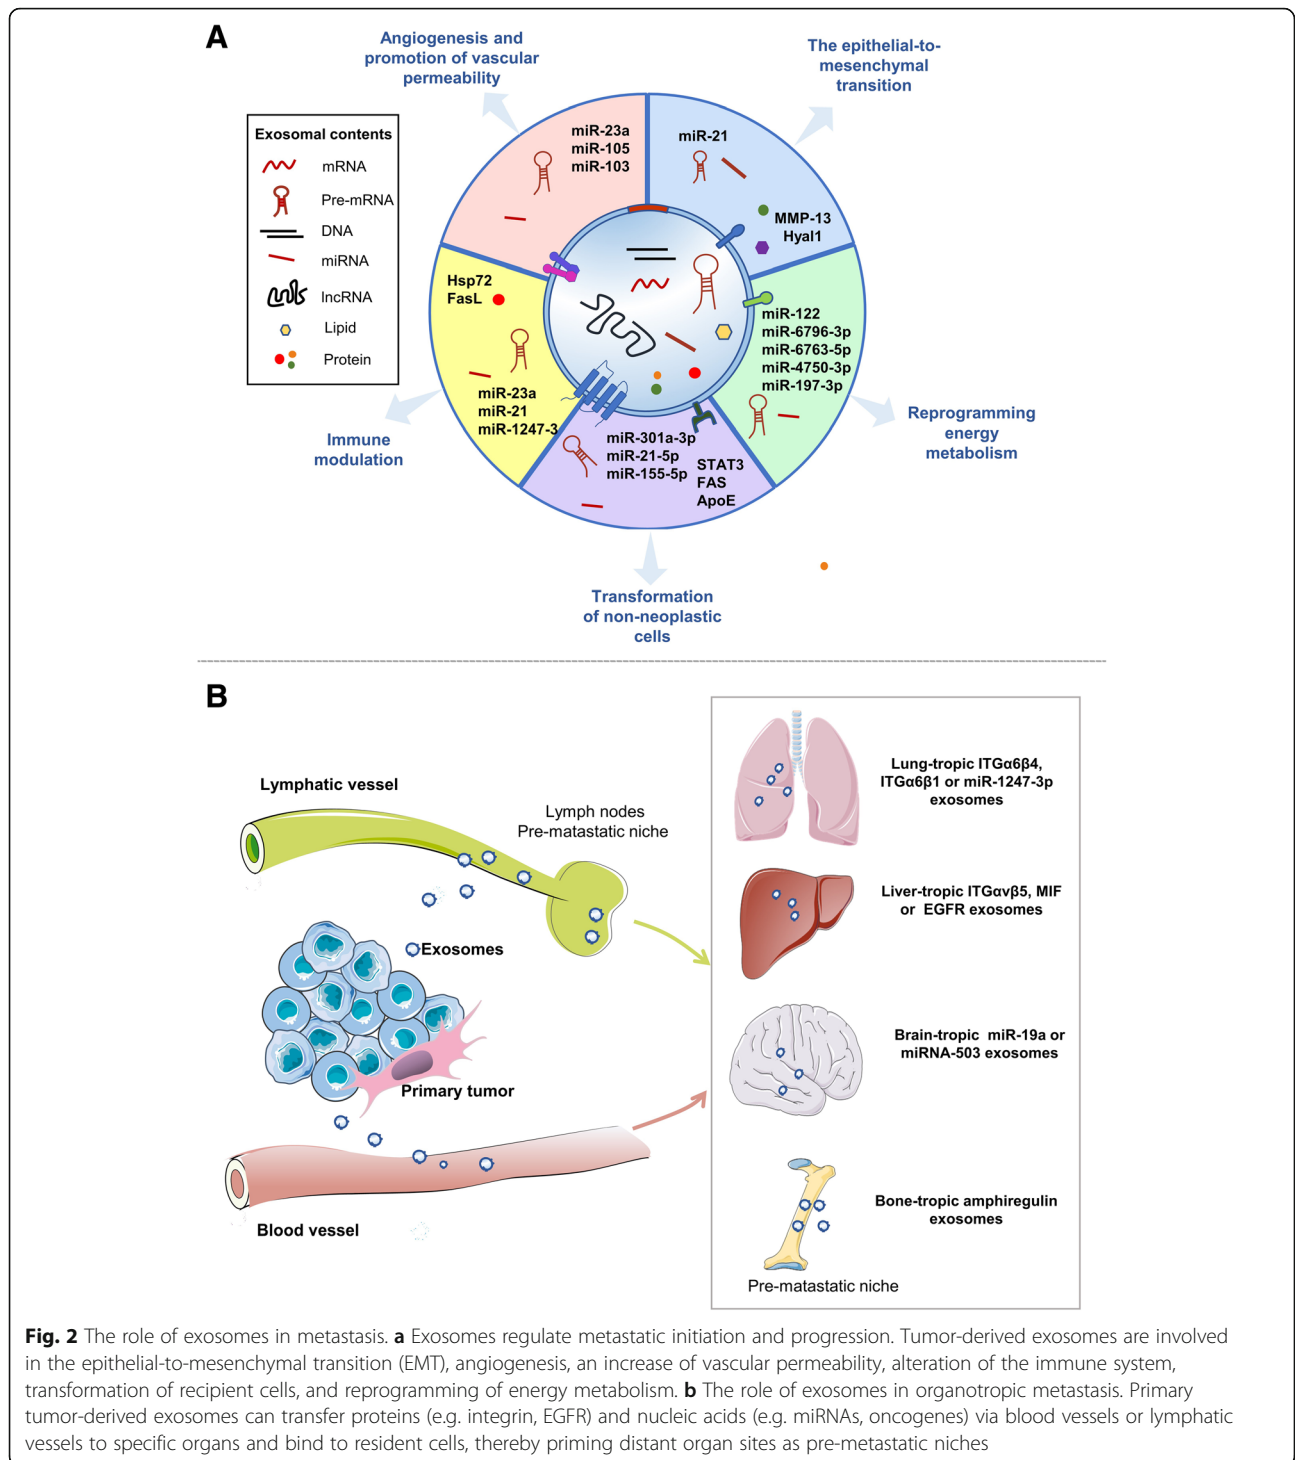 A
Angiogenesis and
promotion of vascular
permeability
The epithelial-to-
mesenchymal
transition
Exosomal contents
mRNA
Pre-mRNA
DNA
miRNA
lncRNA
Lipid
Protein
miR-23a
miR-105
miR-103
miR-21
MMP-13
Hyal1
Hsp72
FasL
miR-23a
miR-21
miR-1247-3
miR-122
miR-6796-3p
miR-6763-5p
miR-4750-3p
miR-197-3p
miR-301a-3p
miR-21-5p
miR-155-5p
STAT3
FAS
ApoE
Immune
modulation
Reprogramming
energy
metabolism
Transformation
of non-neoplastic
cells
B
Lymphatic vessel
Lymph nodes
Pre-matastatic niche
Exosomes
Primary tumor
Blood vessel
Lung-tropic ITGα6β4,
ITGα6β1 or miR-1247-3p
exosomes
Liver-tropic ITGαvβ5, MIF
or EGFR exosomes
Brain-tropic miR-19a or
miRNA-503 exosomes
Bone-tropic amphiregulin
exosomes
Pre-matastatic niche
Fig. 2 The role of exosomes in metastasis. a Exosomes regulate metastatic initiation and progression. Tumor-derived exosomes are involved
in the epithelial-to-mesenchymal transition (EMT), angiogenesis, an increase of vascular permeability, alteration of the immune system,
transformation of recipient cells, and reprogramming of energy metabolism. b The role of exosomes in organotropic metastasis. Primary
tumor-derived exosomes can transfer proteins (e.g. integrin, EGFR) and nucleic acids (e.g. miRNAs, oncogenes) via blood vessels or lymphatic
vessels to specific organs and bind to resident cells, thereby priming distant organ sites as pre-metastatic niches